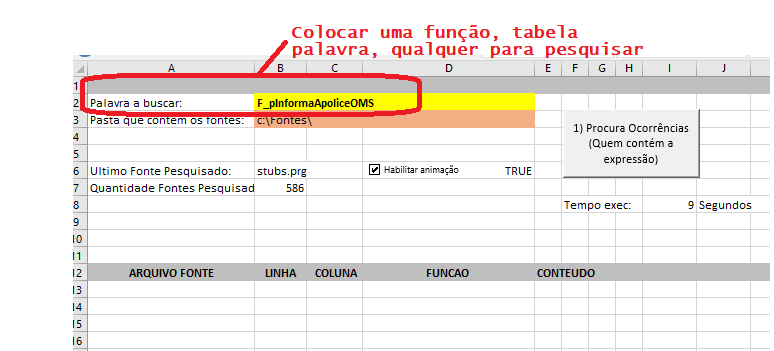 Colocar uma função, tabela
palavra, qualquer para pesquisar
A B C D E F G H I J
1
2 Palavra a buscar: F_pInformaApoliceOMS
3 Pasta que contem os fontes: c:\Fontes\
4
5
1) Procura Ocorrências
(Quem contém a
expressão)
6 Ultimo Fonte Pesquisado: stubs.prg Habilitar animação TRUE
7 Quantidade Fontes Pesquisad 586
8 Tempo exec: 9 Segundos
9
10
11
12 ARQUIVO FONTE LINHA COLUNA FUNCAO CONTEUDO
13
14
15
16